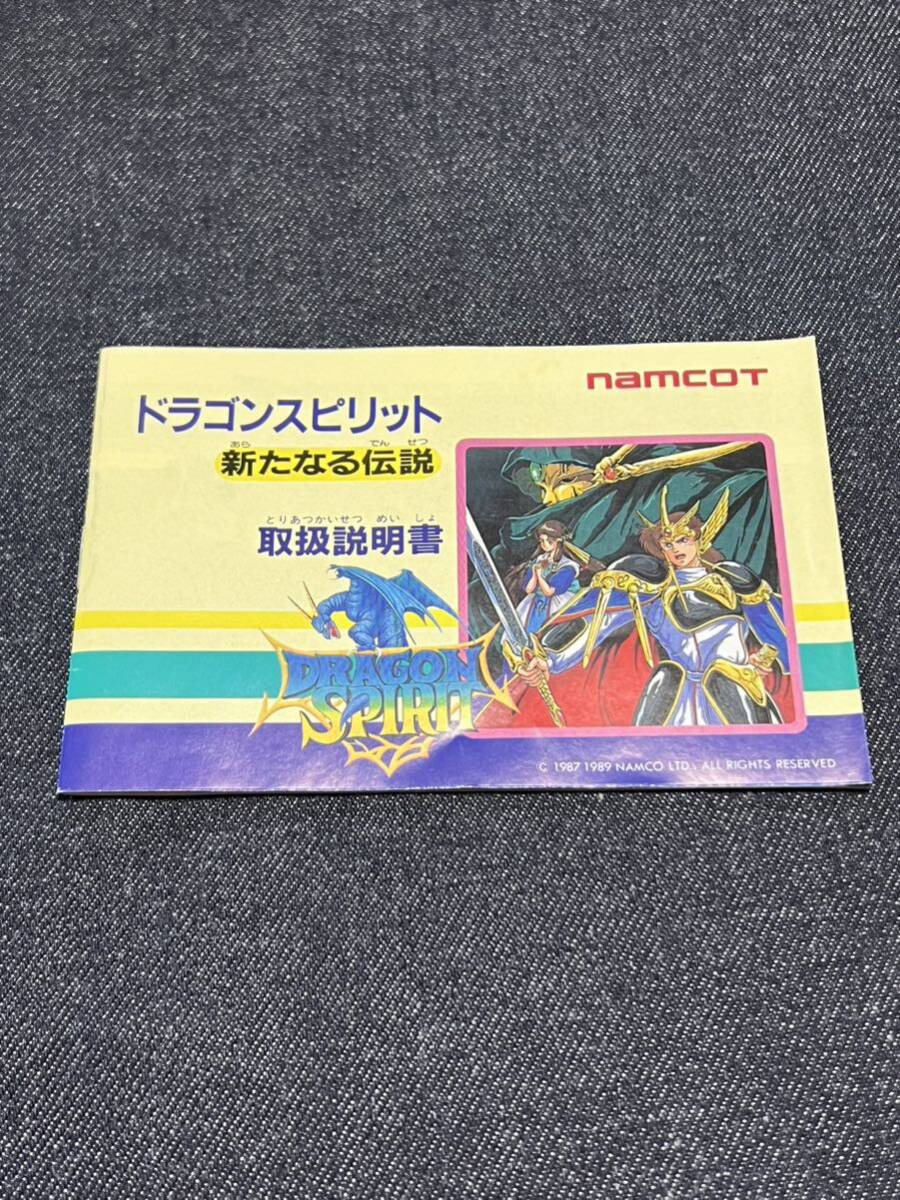 namcoT
ドラゴンスピリット
あら でん せつ
新たなる伝説
とりあつかいせつ めい しょ
取扱説明書
DRAGON
SPIRIT
© 1987 1989 NAMCO LTD., ALL RIGHTS RESERVED